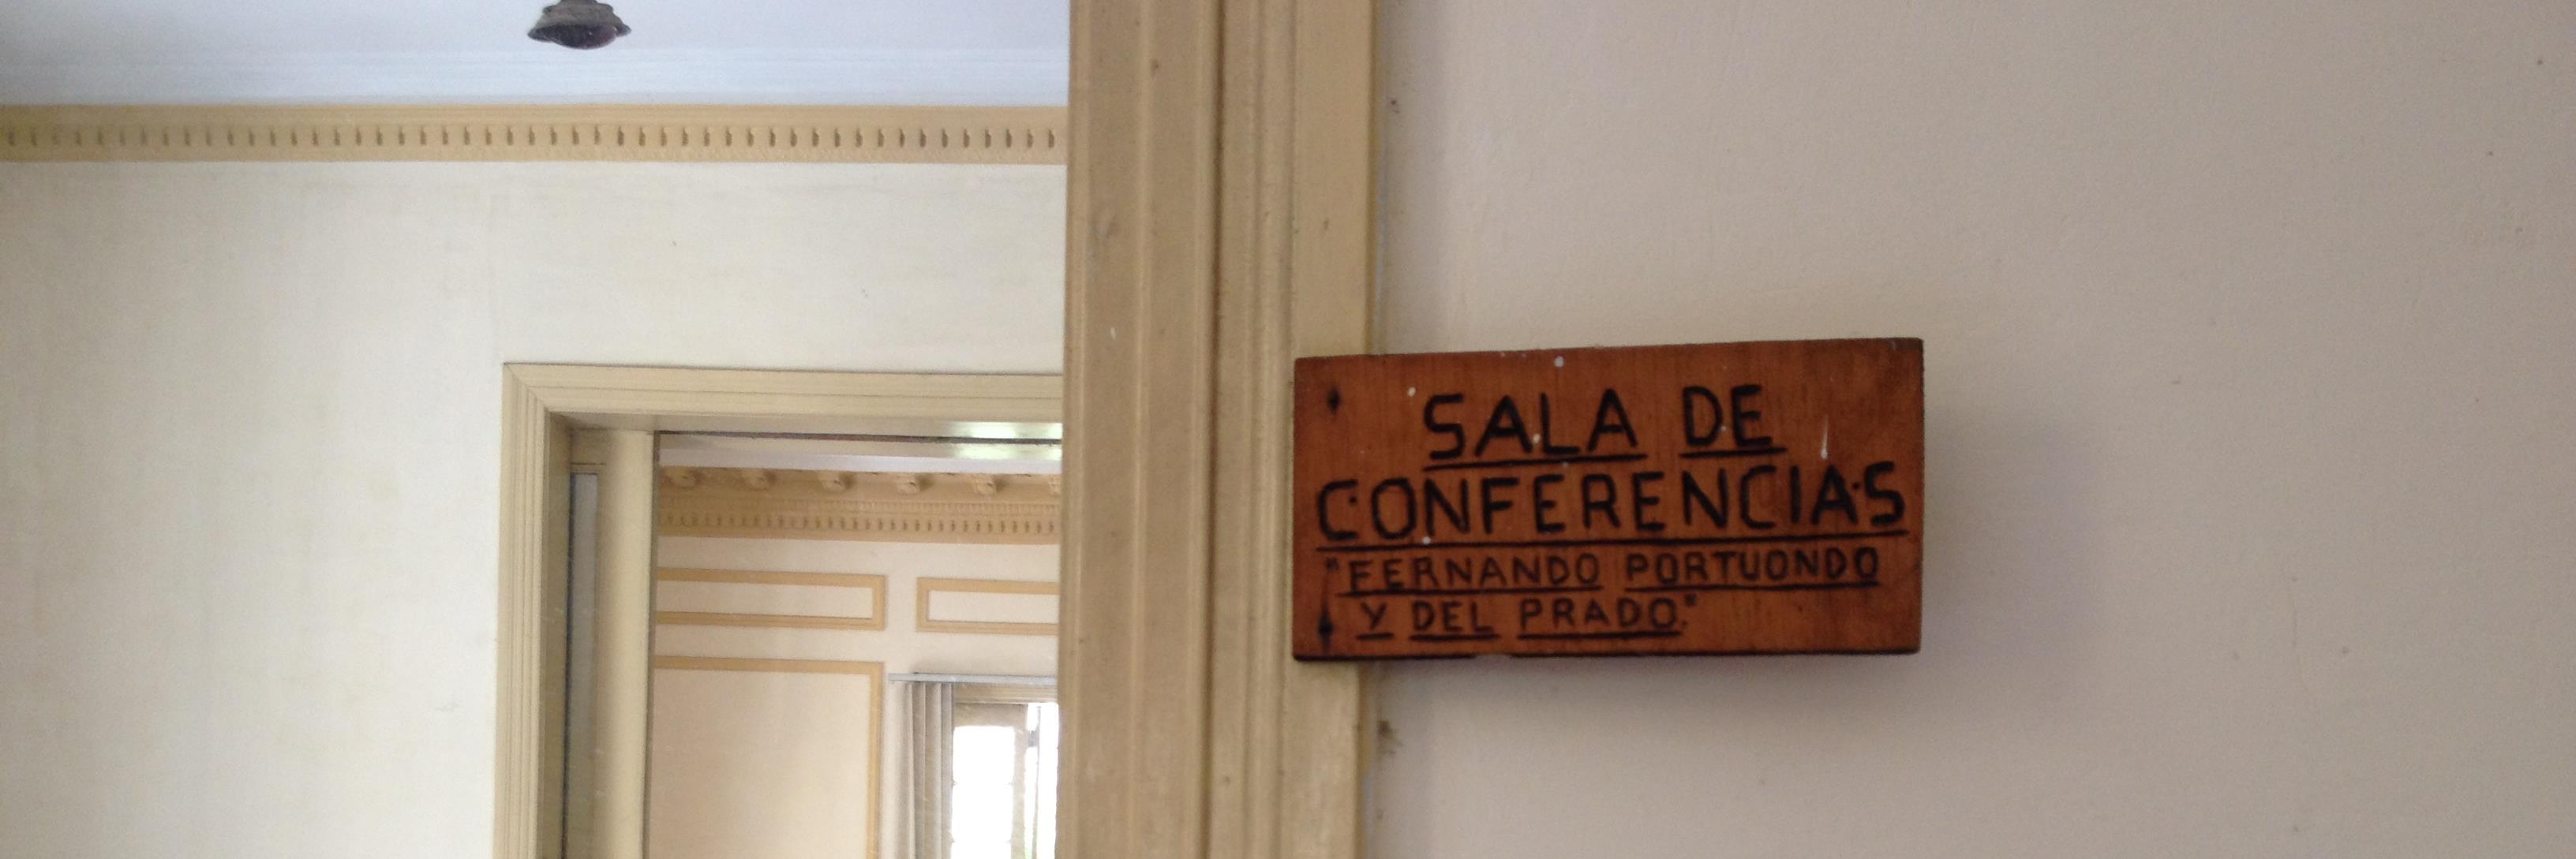 SALA DE
CONFERENCIAS
"FERNANDO PORTUONDO
Y DEL PRADO."